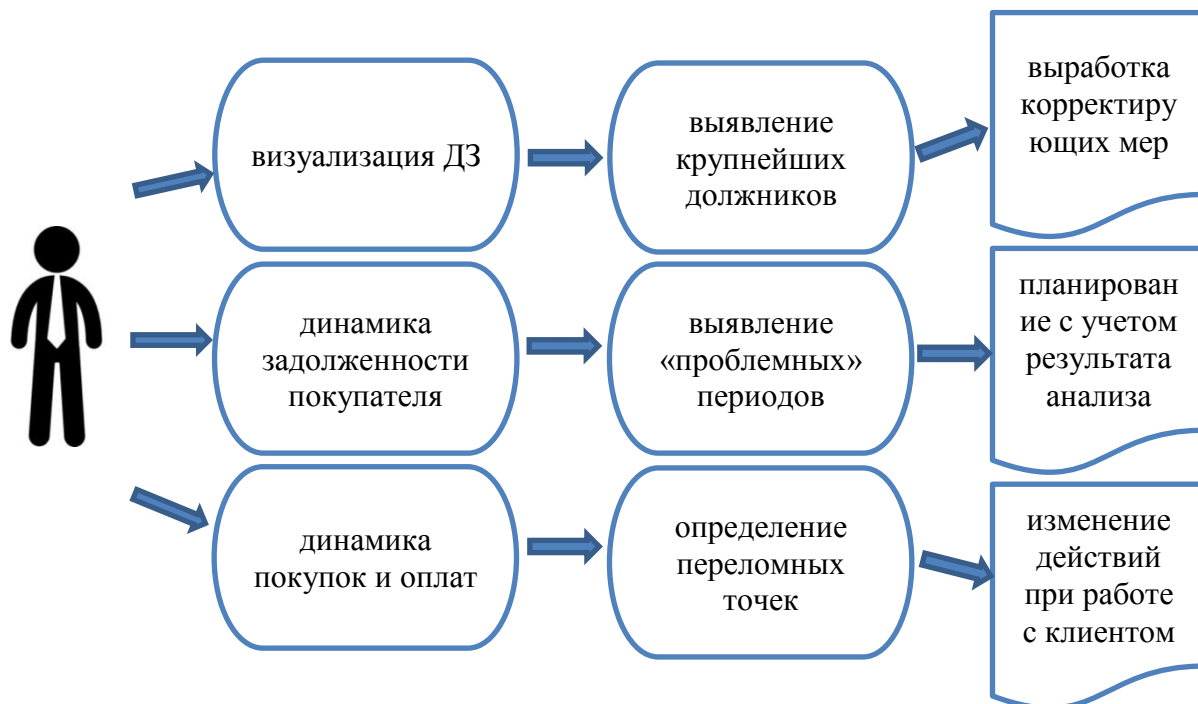 визуализация ДЗ
выявление
крупнейших
должников
выработка
корректиру
ющих мер
динамика
задолженности
покупателя
выявление
«проблемных»
периодов
планирован
ие с учетом
результата
анализа
динамика
покупок и оплат
определение
переломных
точек
изменение
действий
при работе
с клиентом